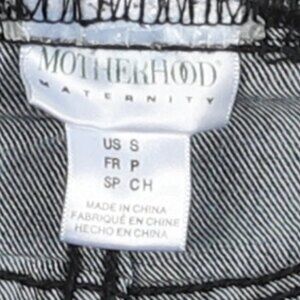 MOTHERHOOD
MATERNITY
US S
FR P
SP CH
MADE IN CHINA
FABRIQUÉ EN CHINE
HECHO EN CHINA